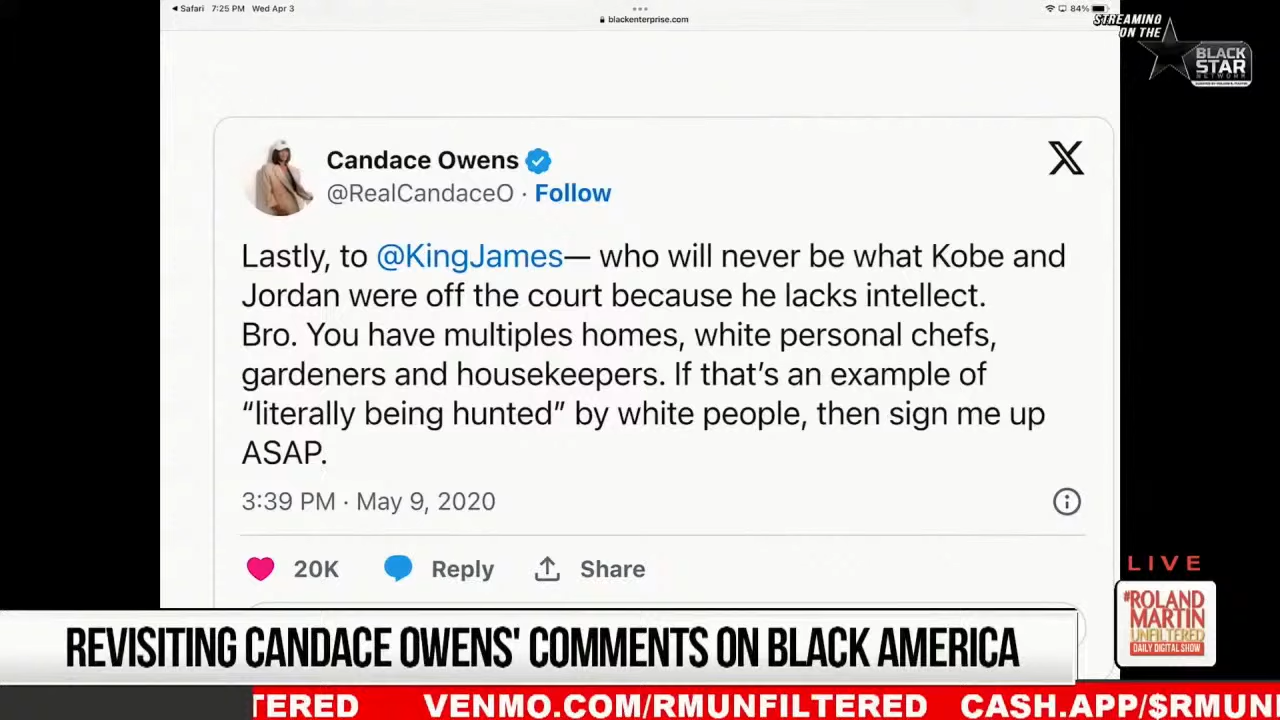 Safari 7:25 PM Wed Apr 3
blackenterprise.com
84%
STREAMING
ON THE
BLACK
STAR
NETWORK
Candace Owens
@RealCandaceO · Follow
Lastly, to @KingJames— who will never be what Kobe and
Jordan were off the court because he lacks intellect.
Bro. You have multiples homes, white personal chefs,
gardeners and housekeepers. If that’s an example of
“literally being hunted” by white people, then sign me up
ASAP.
3:39 PM · May 9, 2020
20K Reply Share
LIVE
#ROLAND
MARTIN
UNFILTERED
DAILY DIGITAL SHOW
REVISITING CANDACE OWENS' COMMENTS ON BLACK AMERICA
TERED VENMO.COM/RMUNFILTERED CASH.APP/$RMUN